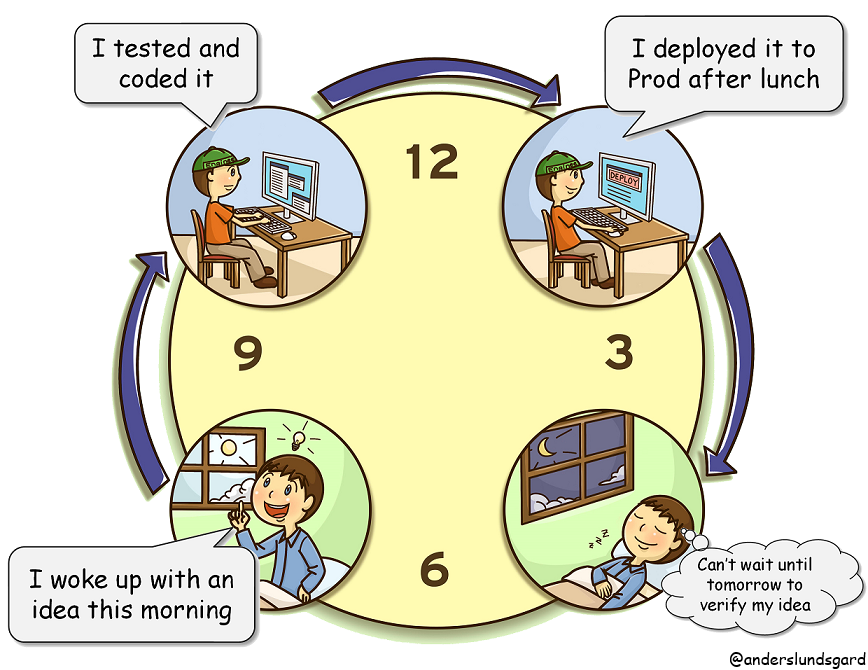 I tested and
coded it
I deployed it to
Prod after lunch
12
DEPLOY
9
3
I woke up with an
idea this morning
6
z z z
Can't wait until
tomorrow to
verify my idea
@anderslundsgard